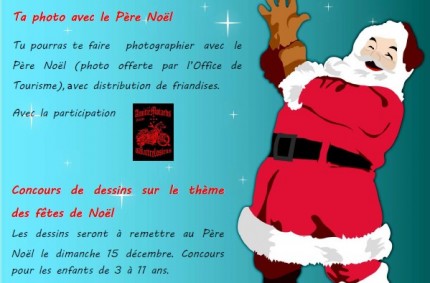 Ta photo avec le Père Noël
Tu pourras te faire photographier avec le
Père Noël (photo offerte par l'Office de
Tourisme), avec distribution de friandises.
Avec la participation
Concours de dessins sur le thème
des fêtes de Noël
Les dessins seront à remettre au Père
Noël le dimanche 15 décembre. Concours
pour les enfants de 3 à 11 ans.